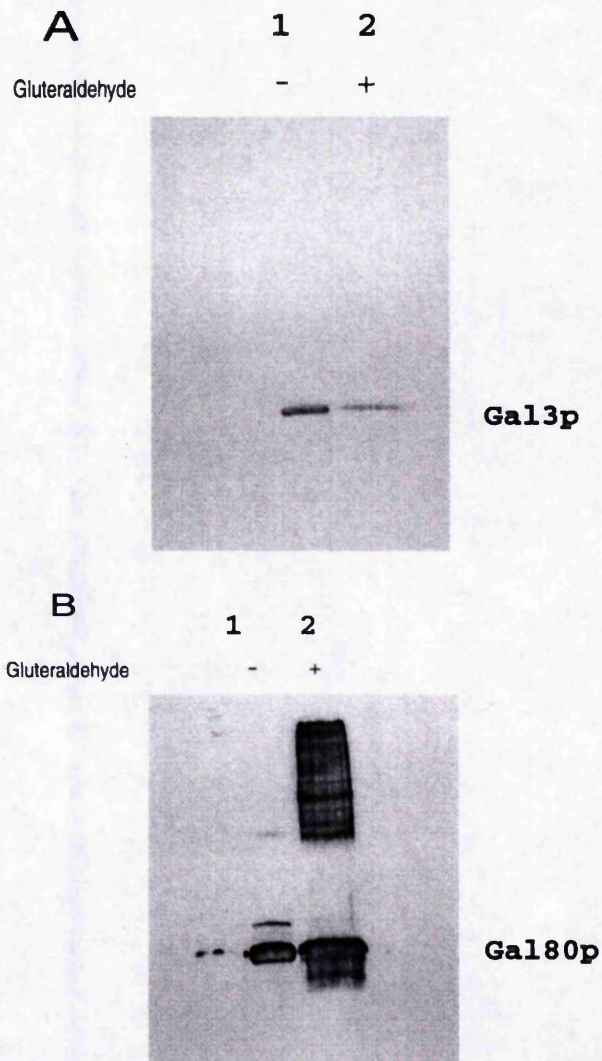 A 1 2
Gluteraldehyde - +
Gal3p
B 1 2
Gluteraldehyde - +
Gal80p